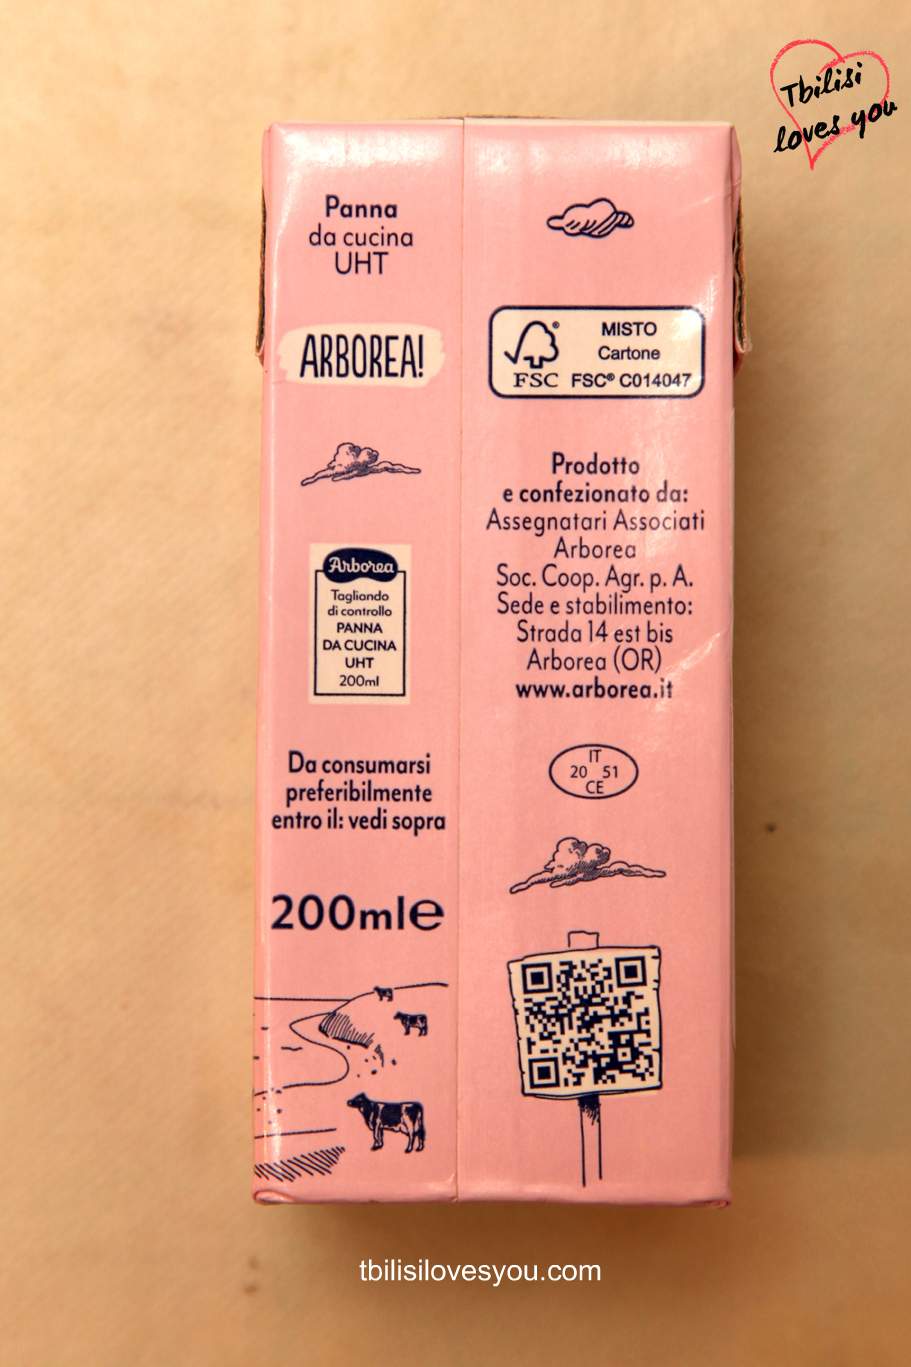 Tbilisi
loves you
Panna
da cucina
UHT
ARBOREA!
Arborea
Tagliando
di controllo
PANNA
DA CUCINA
UHT
200ml
Da consumarsi
preferibilmente
entro il: vedi sopra
200ml℮
FSC®
MISTO
Cartone
FSC® C014047
Prodotto
e confezionato da:
Assegnatari Associati
Arborea
Soc. Coop. Agr. p. A.
Sede e stabilimento:
Strada 14 est bis
Arborea (OR)
www.arborea.it
IT
20 51
CE
tbilisilovesyou.com